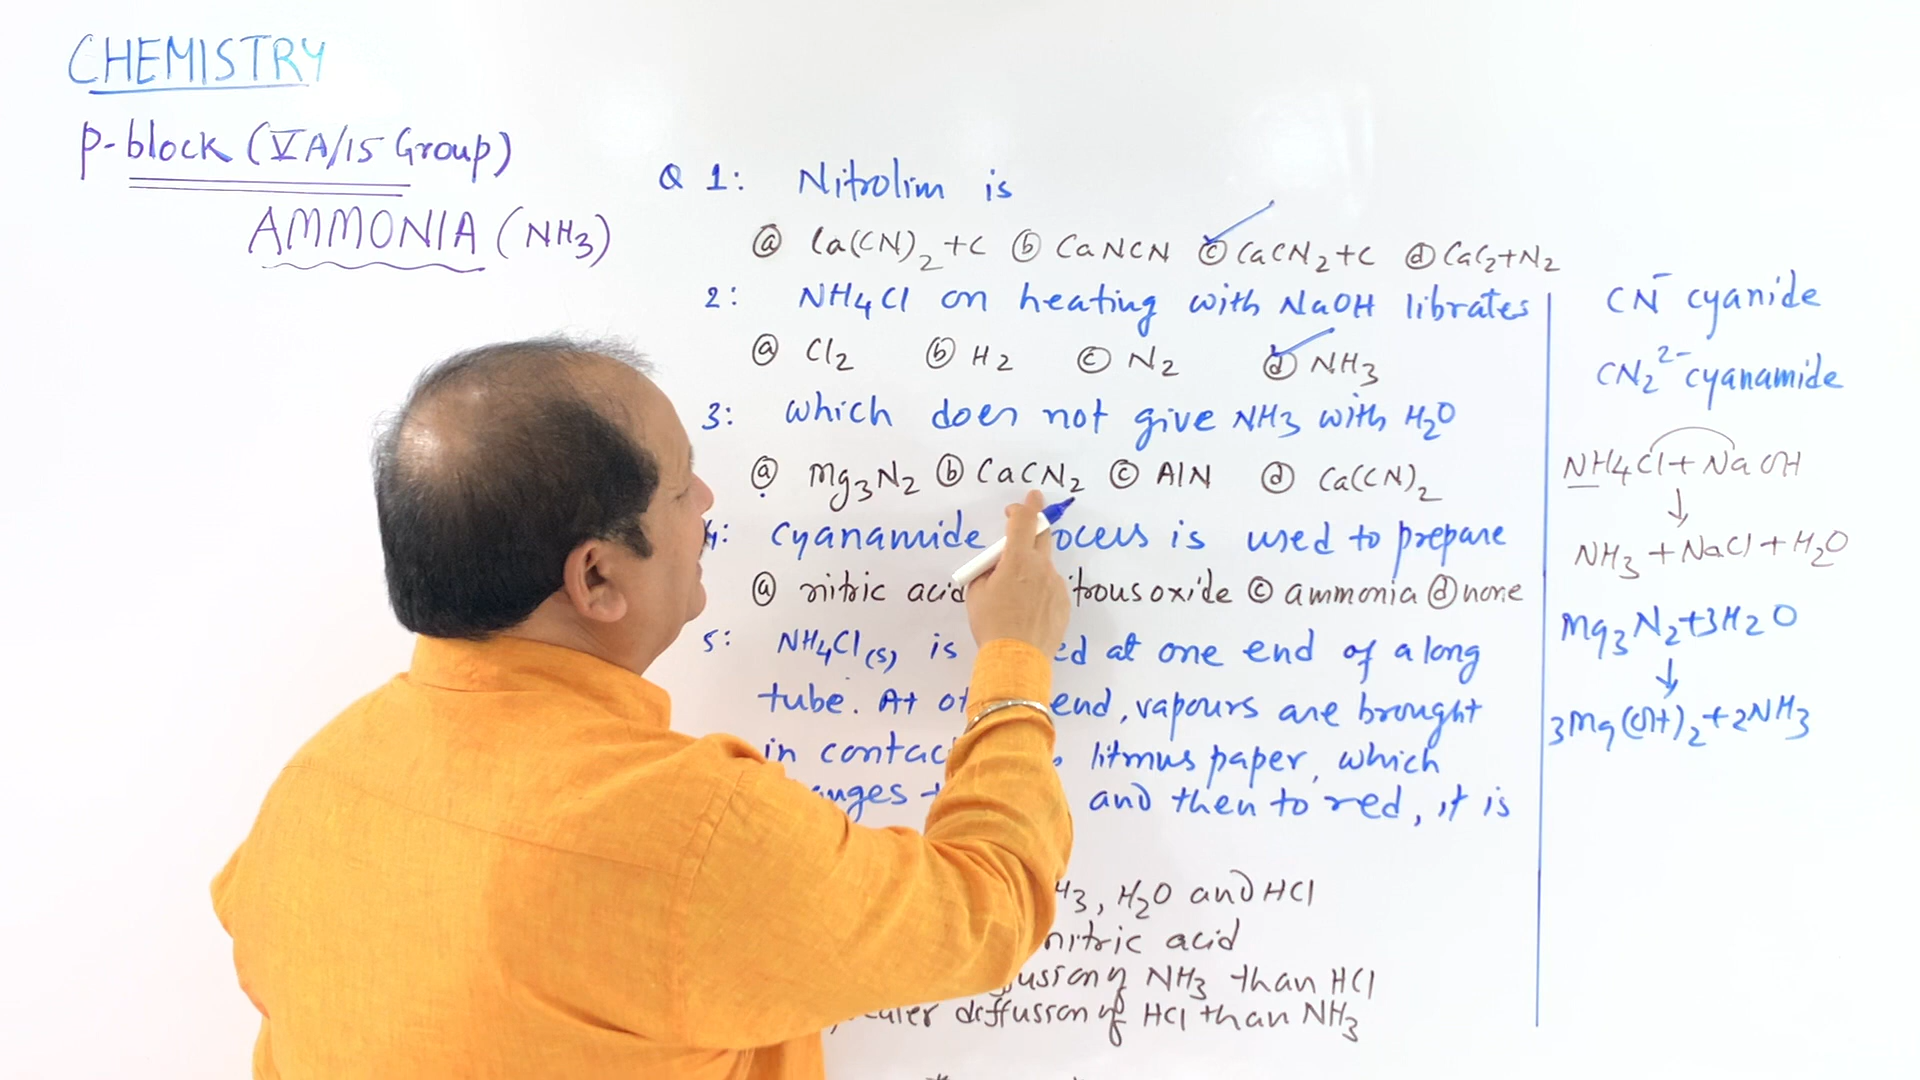 CHEMISTRY
p-block (VA/15 Group)
AMMONIA (NH3)
Q 1: Nitrolim is
(a) Ca(CN)2+C (b) CaNCN (c) CaCN2+C (d) CaC2+N2
2: NH4Cl on heating with NaOH librates
(a) Cl2 (b) H2 (c) N2 (d) NH3
3: which does not give NH3 with H2O
(a) Mg3N2 (b) CaCN2 (c) AlN (d) Ca(CN)2
4: Cyanamide is used to prepare
(a) nitric acid (c) ammonia (d) none
5: NH4Cl(s) is at one end of a long
tube. At end, vapours are brought
in litmus paper, which
and then to red, it is
H2O and HCl
nitric acid
of NH3 than HCl
diffusson of HCl than NH3
CN- cyanide
CN2 2- cyanamide
NH4Cl + NaOH
↓
NH3 + NaCl + H2O
Mg3N2+3H2O
↓
3Mg(OH)2+2NH3